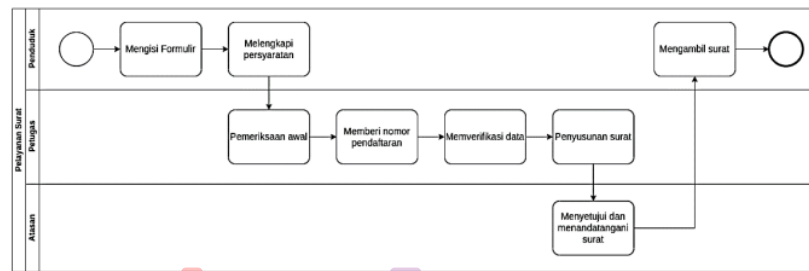 Pelayanan Surat
Penduduk
Mengisi Formulir
Melengkapi
persyaratan
Mengambil surat
Petugas
Pemeriksaan awal
Memberi nomor
pendaftaran
Memverifikasi data
Penyusunan surat
Atasan
Menyetujui dan
menandatangani
surat